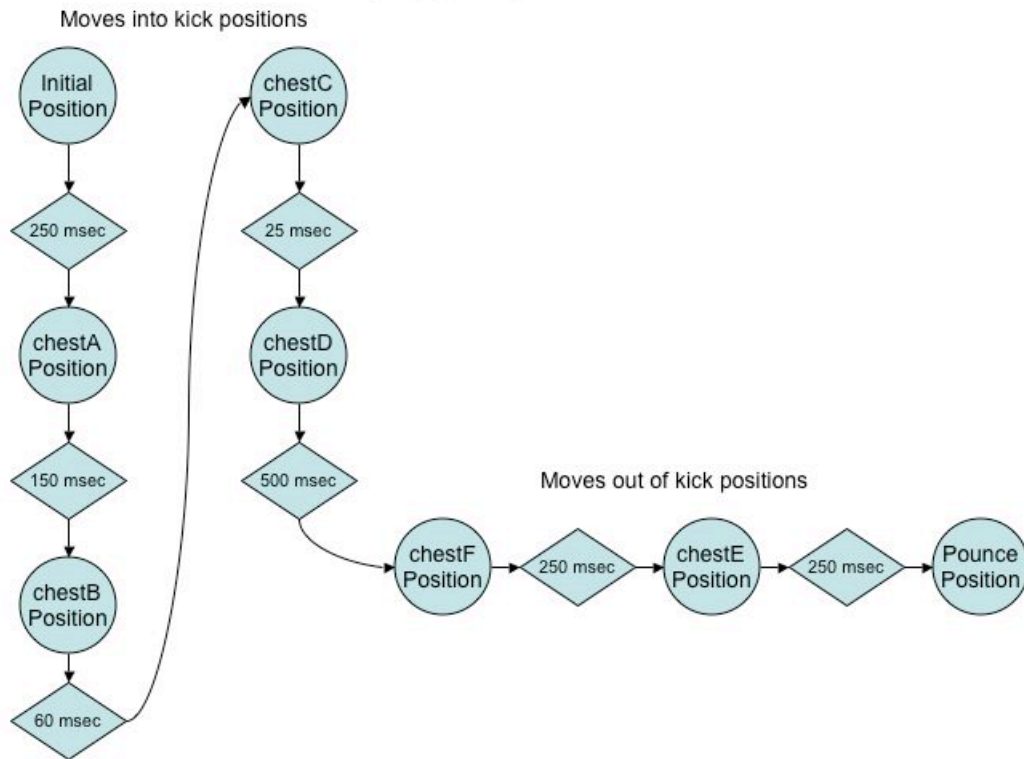 Moves into kick positions
Initial
Position
250 msec
chestA
Position
150 msec
chestB
Position
60 msec
chestC
Position
25 msec
chestD
Position
500 msec
Moves out of kick positions
chestF
Position
250 msec
chestE
Position
250 msec
Pounce
Position